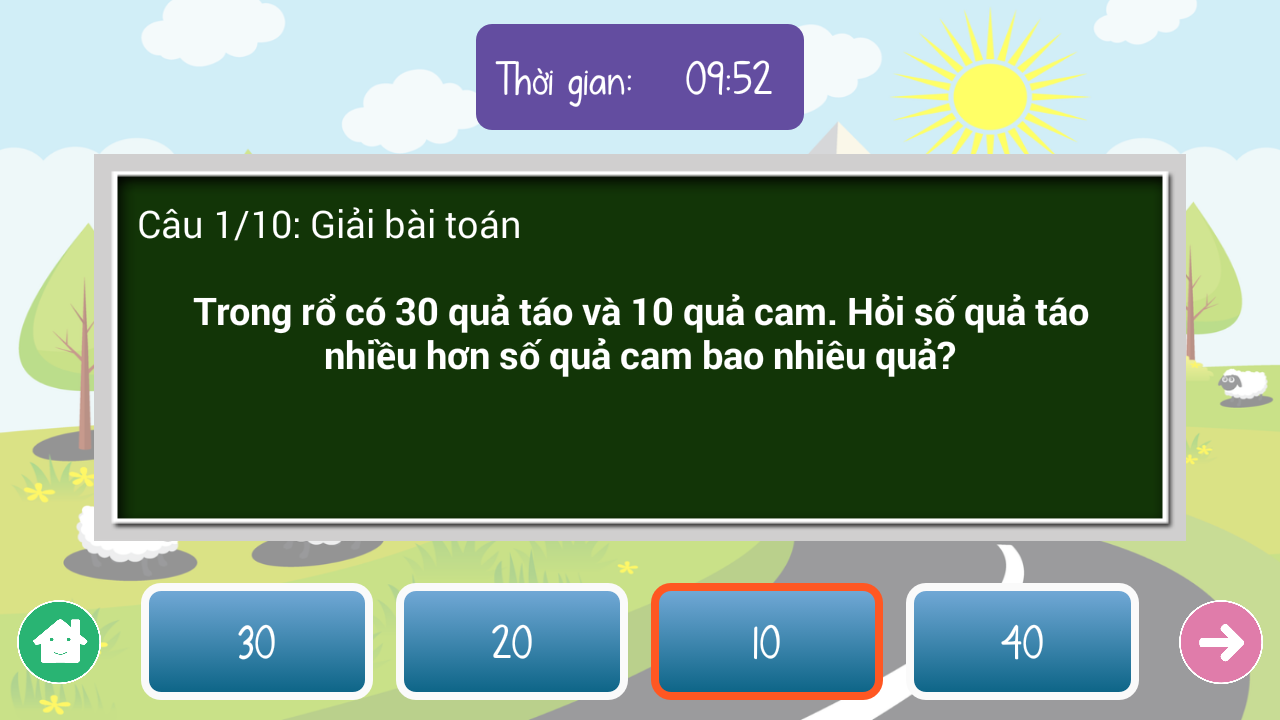 Thời gian: 09:52
Câu 1/10: Giải bài toán
Trong rổ có 30 quả táo và 10 quả cam. Hỏi số quả táo
nhiều hơn số quả cam bao nhiêu quả?
30 20 10 40